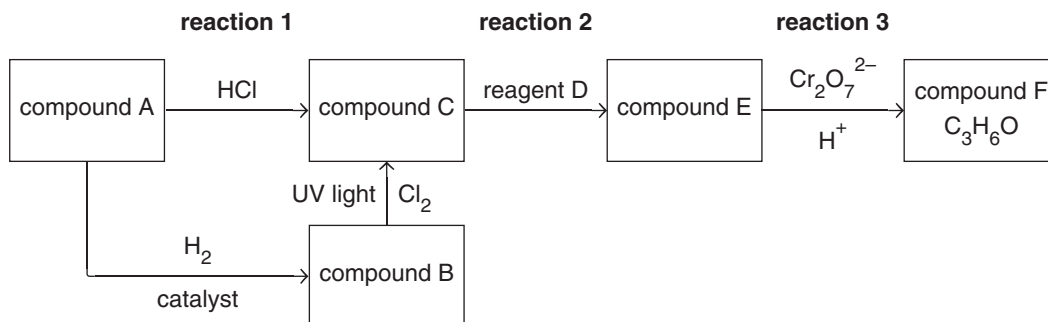 reaction 1
reaction 2
reaction 3
compound A
HCl
compound C
reagent D
compound E
Cr₂O₇²⁻
H⁺
compound F
C₃H₆O
UV light
Cl₂
H₂
catalyst
compound B